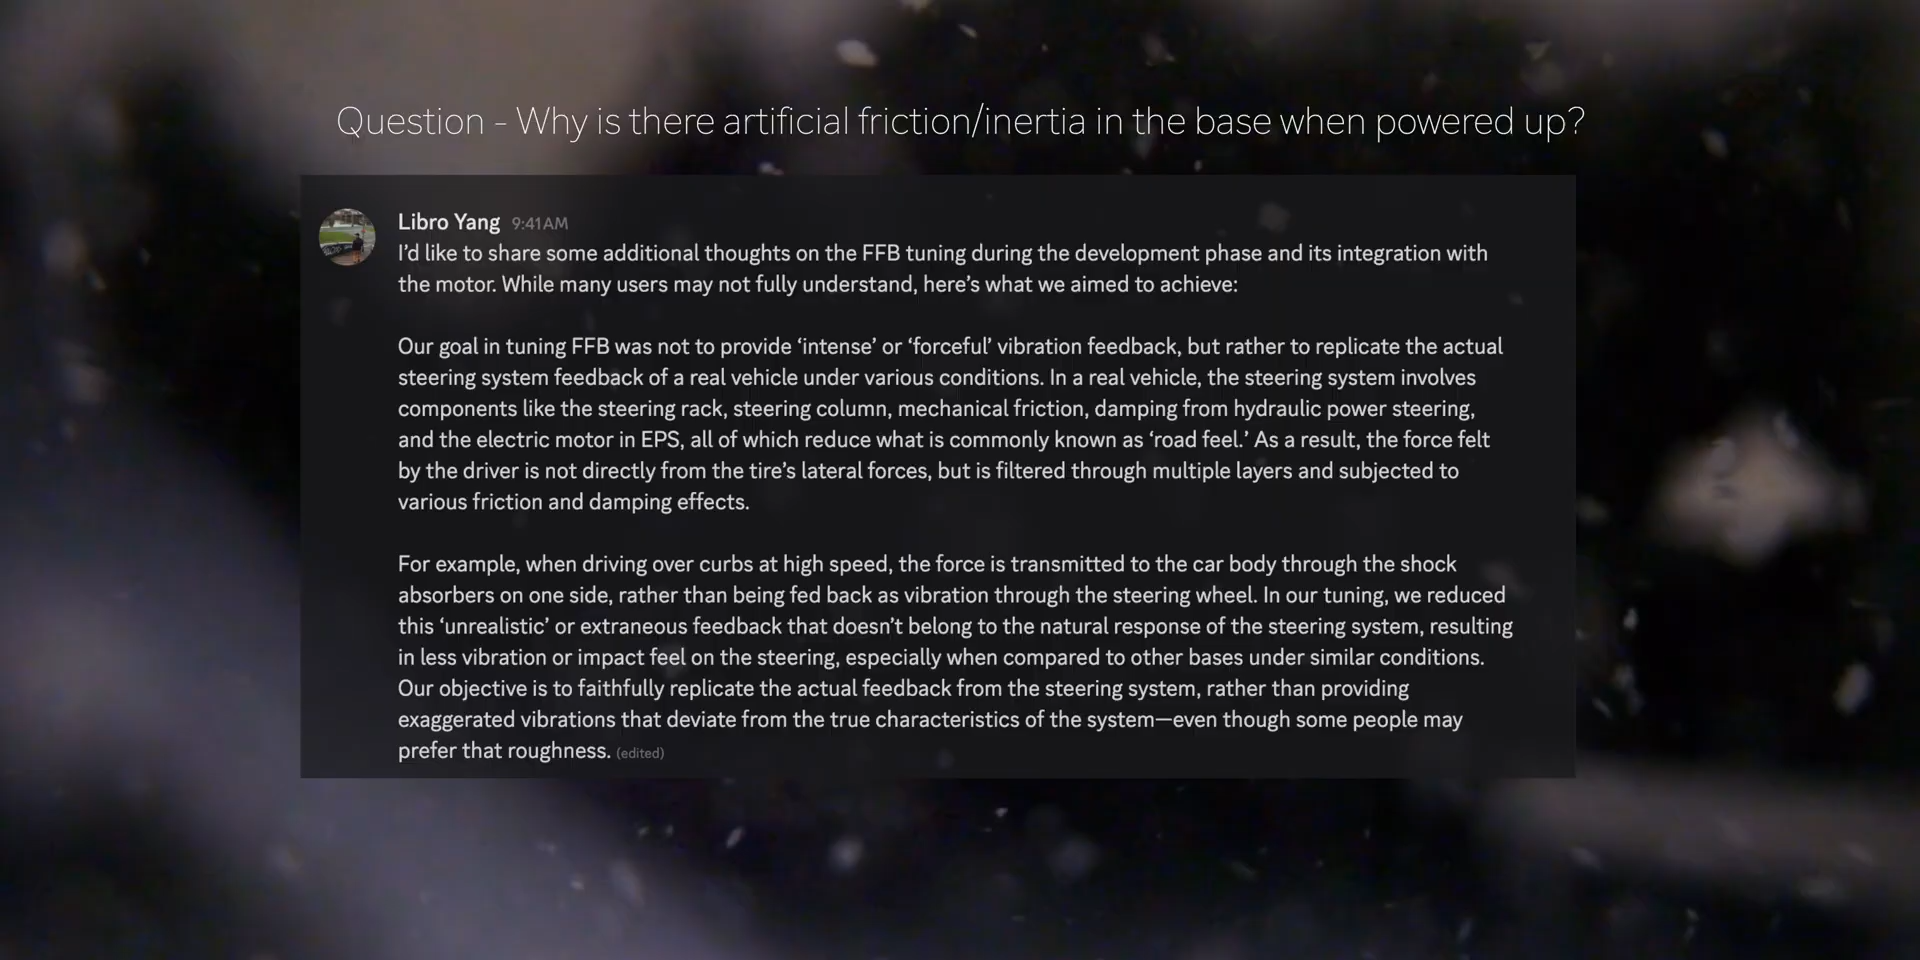 Question - Why is there artificial friction/inertia in the base when powered up?
Libro Yang 9:41 AM
I’d like to share some additional thoughts on the FFB tuning during the development phase and its integration with
the motor. While many users may not fully understand, here’s what we aimed to achieve:
Our goal in tuning FFB was not to provide ‘intense’ or ‘forceful’ vibration feedback, but rather to replicate the actual
steering system feedback of a real vehicle under various conditions. In a real vehicle, the steering system involves
components like the steering rack, steering column, mechanical friction, damping from hydraulic power steering,
and the electric motor in EPS, all of which reduce what is commonly known as ‘road feel.’ As a result, the force felt
by the driver is not directly from the tire’s lateral forces, but is filtered through multiple layers and subjected to
various friction and damping effects.
For example, when driving over curbs at high speed, the force is transmitted to the car body through the shock
absorbers on one side, rather than being fed back as vibration through the steering wheel. In our tuning, we reduced
this ‘unrealistic’ or extraneous feedback that doesn’t belong to the natural response of the steering system, resulting
in less vibration or impact feel on the steering, especially when compared to other bases under similar conditions.
Our objective is to faithfully replicate the actual feedback from the steering system, rather than providing
exaggerated vibrations that deviate from the true characteristics of the system—even though some people may
prefer that roughness. (edited)